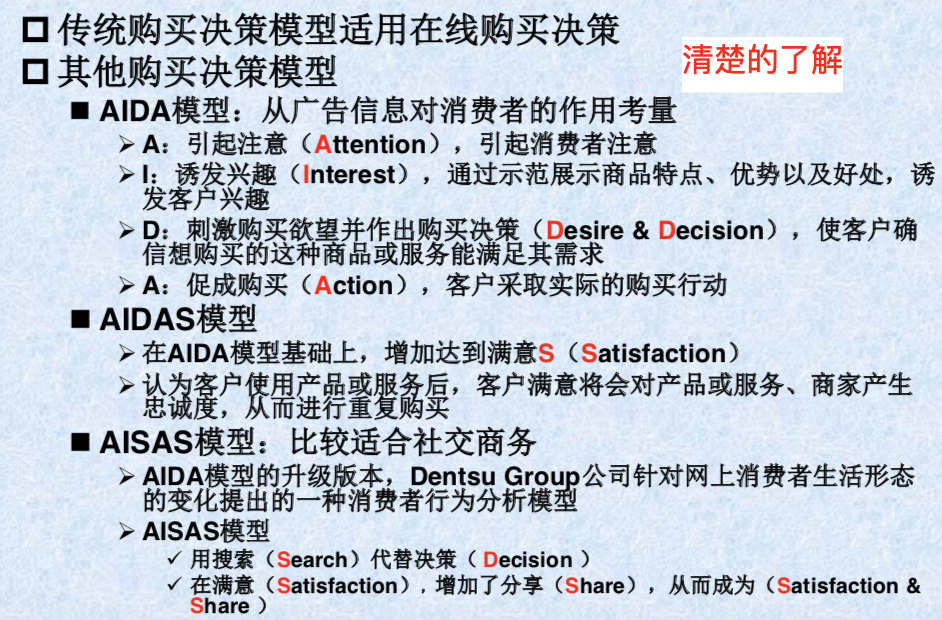 传统购买决策模型适用在线购买决策
其他购买决策模型
清楚的了解
AIDA模型：从广告信息对消费者的作用考量
A：引起注意（Attention），引起消费者注意
I：诱发兴趣（Interest），通过示范展示商品特点、优势以及好处，诱
发客户兴趣
D：刺激购买欲望并作出购买决策（Desire & Decision），使客户确
信想购买的这种商品或服务能满足其需求
A：促成购买（Action），客户采取实际的购买行动
AIDAS模型
在AIDA模型基础上，增加达到满意S（Satisfaction）
认为客户使用产品或服务后，客户满意将会对产品或服务、商家产生
忠诚度，从而进行重复购买
AISAS模型：比较适合社交商务
AIDA模型的升级版本，Dentsu Group公司针对网上消费者生活形态
的变化提出的一种消费者行为分析模型
AISAS模型
用搜索（Search）代替决策（ Decision ）
在满意（Satisfaction）, 增加了分享（Share），从而成为（Satisfaction &
Share ）